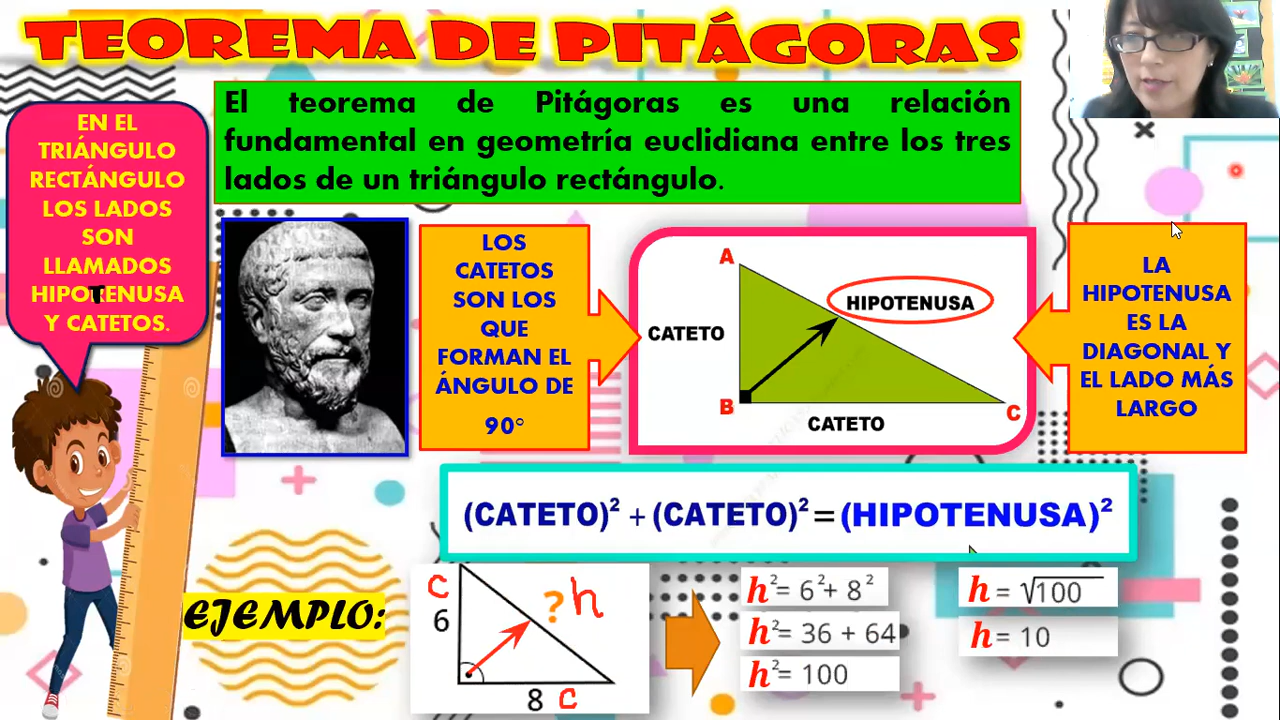 TEOREMA DE PITÁGORAS
El teorema de Pitágoras es una relación
fundamental en geometría euclidiana entre los tres
lados de un triángulo rectángulo.
EN EL
TRIÁNGULO
RECTÁNGULO
LOS LADOS
SON
LLAMADOS
HIPOTENUSA
Y CATETOS.
LOS
CATETOS
SON LOS
QUE
FORMAN EL
ÁNGULO DE
90°
A
HIPOTENUSA
CATETO
B
C
CATETO
LA
HIPOTENUSA
ES LA
DIAGONAL Y
EL LADO MÁS
LARGO
(CATETO)² + (CATETO)² = (HIPOTENUSA)²
EJEMPLO:
c
6
? h
8 c
h² = 6² + 8²
h² = 36 + 64
h² = 100
h = √100
h = 10